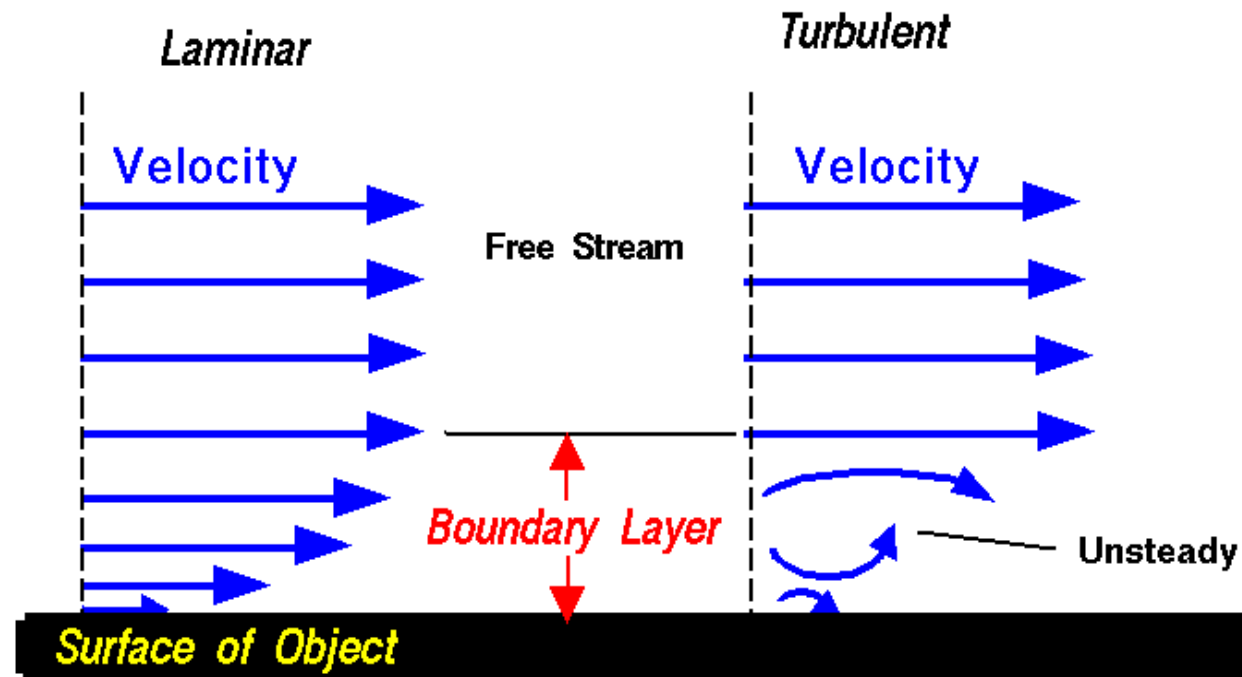 Laminar
Turbulent
Velocity
Velocity
Free Stream
Boundary Layer
Unsteady
Surface of Object